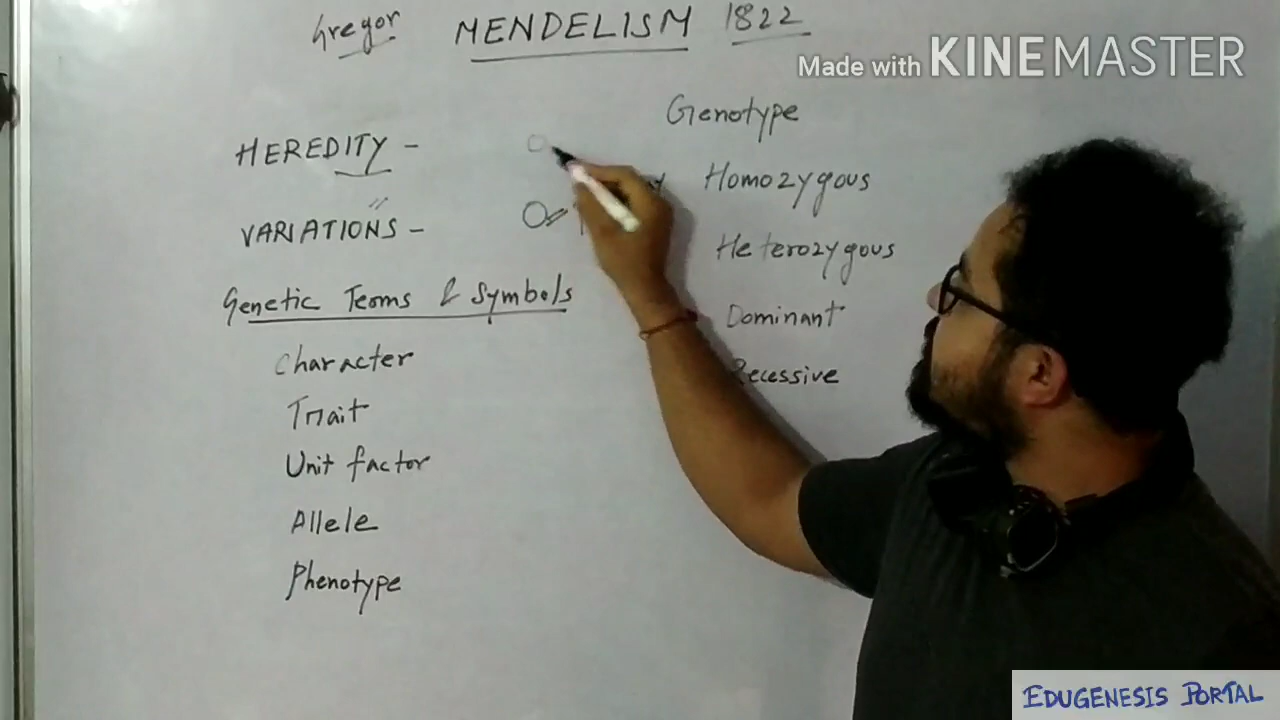 Gregor MENDELISM 1822
Made with KINEMASTER
HEREDITY -
VARIATIONS -
Genetic Terms & Symbols
Character
Trait
Unit factor
Allele
Phenotype
Genotype
Homozygous
Heterozygous
Dominant
Recessive
EDUGENESIS PORTAL